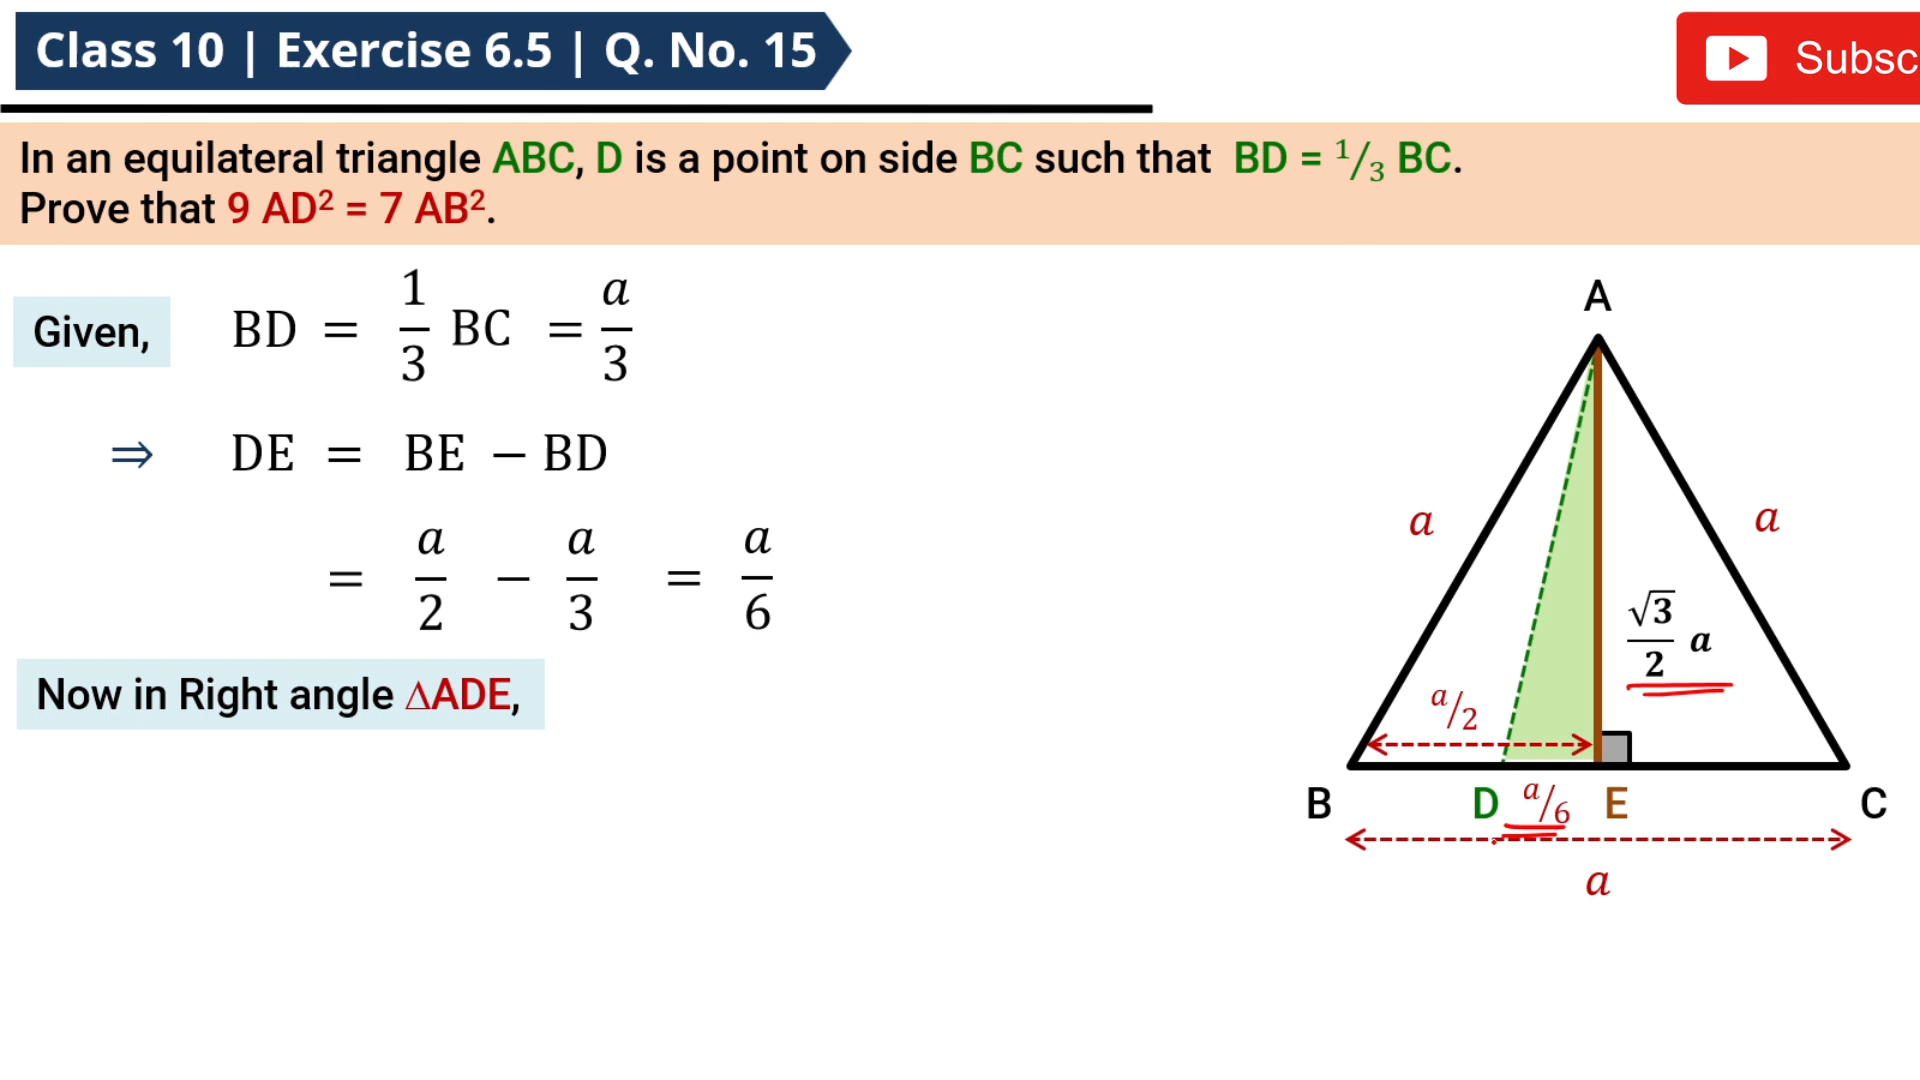 Class 10 | Exercise 6.5 | Q. No. 15
Subsc
In an equilateral triangle ABC, D is a point on side BC such that BD = 1/3 BC.
Prove that 9 AD² = 7 AB².
Given, BD = 1/3 BC = a/3
⇒ DE = BE − BD
= a/2 − a/3 = a/6
Now in Right angle ΔADE,
A
a
a
√3/2 a
a/2
B
D
a/6
E
C
a